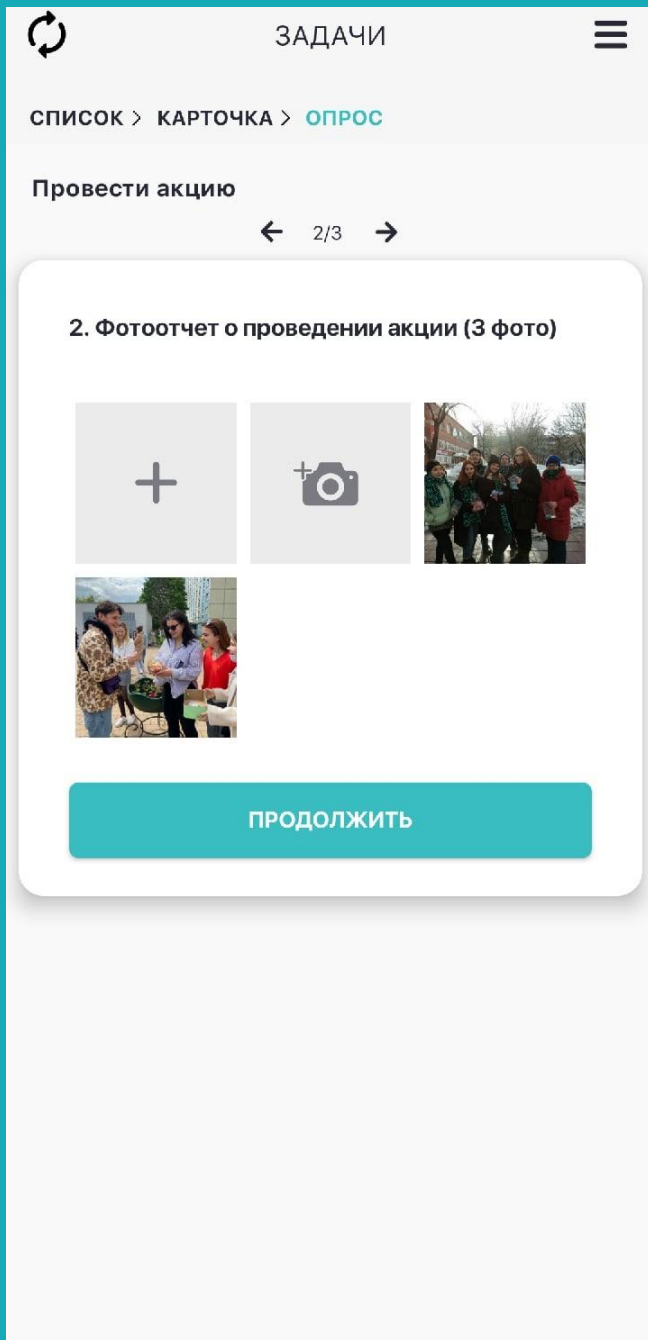 ЗАДАЧИ
СПИСОК > КАРТОЧКА > ОПРОС
Провести акцию
← 2/3 →
2. Фотоотчет о проведении акции (3 фото)
ПРОДОЛЖИТЬ